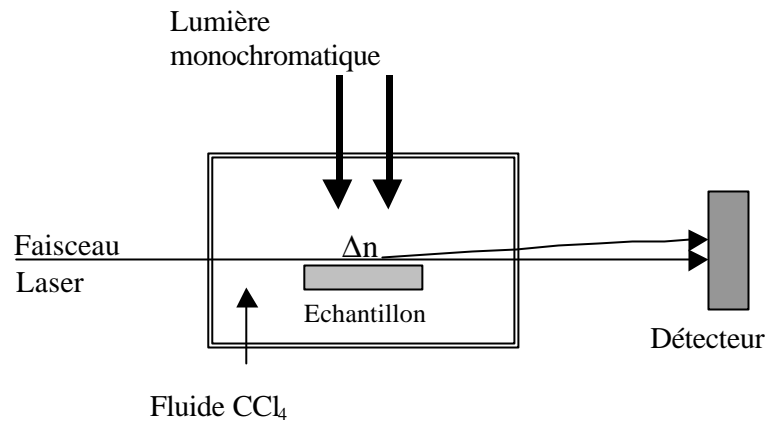 Lumière
monochromatique
Faisceau
Laser
Δn
Echantillon
Détecteur
Fluide CCl₄